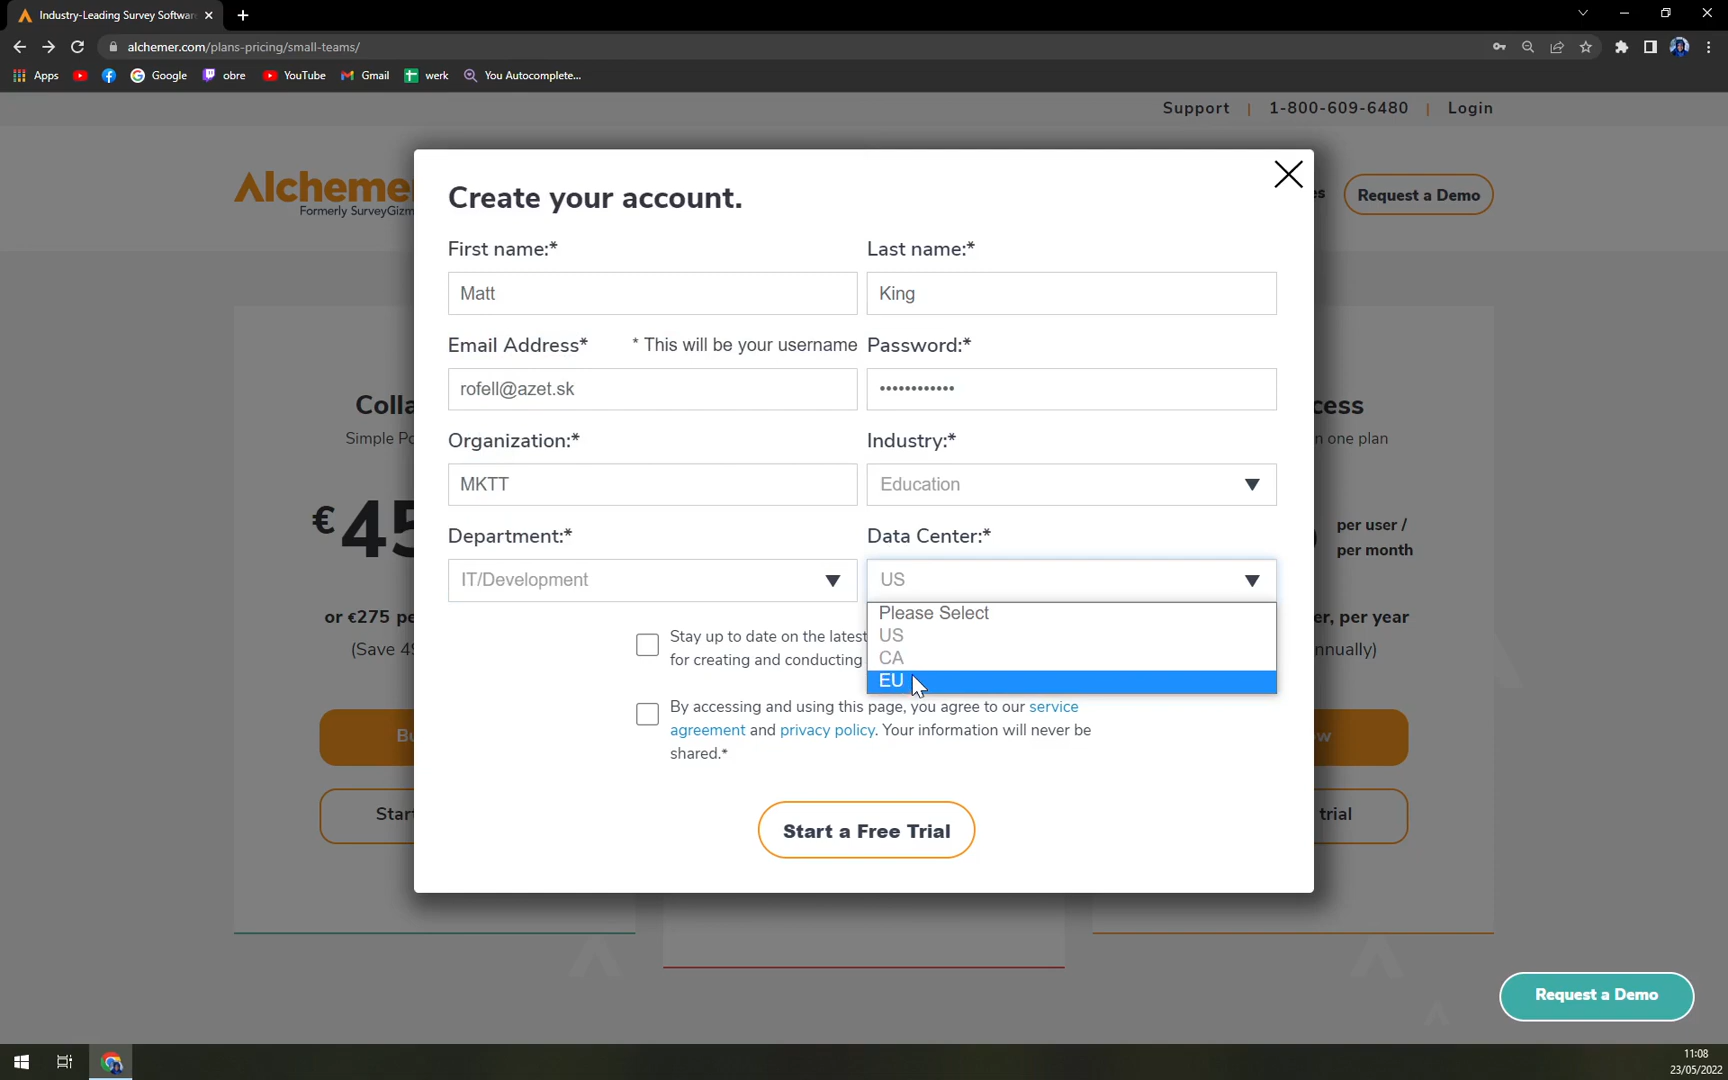 Industry-Leading Survey Softwar
alchemer.com/plans-pricing/small-teams/
Apps
Google
obre
YouTube
Gmail
werk
You Autocomplete...
Support | 1-800-609-6480 | Login
Alcheme
Formerly SurveyGizm
es
Request a Demo
Create your account.
First name:*
Last name:*
Matt
King
Email Address*
* This will be your username
Password:*
rofell@azet.sk
••••••••••••
Organization:*
Industry:*
MKTT
Education
Department:*
Data Center:*
IT/Development
US
Please Select
US
CA
EU
Stay up to date on the latest
for creating and conducting
By accessing and using this page, you agree to our service
agreement and privacy policy. Your information will never be
shared.*
Start a Free Trial
Colla
Simple Po
€45
or €275 pe
(Save 49
Bu
Start
cess
n one plan
per user /
per month
er, per year
nnually)
ow
trial
Request a Demo
11:08
23/05/2022